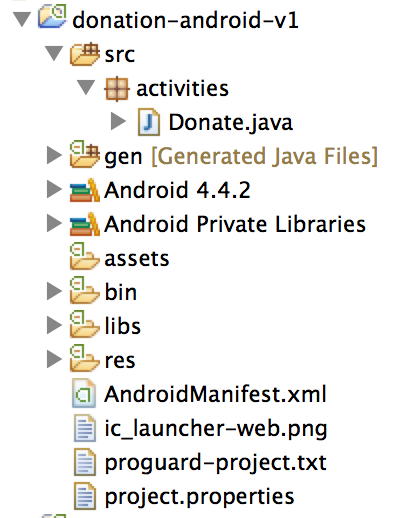 donation-android-v1
src
activities
Donate.java
gen [Generated Java Files]
Android 4.4.2
Android Private Libraries
assets
bin
libs
res
AndroidManifest.xml
ic_launcher-web.png
proguard-project.txt
project.properties